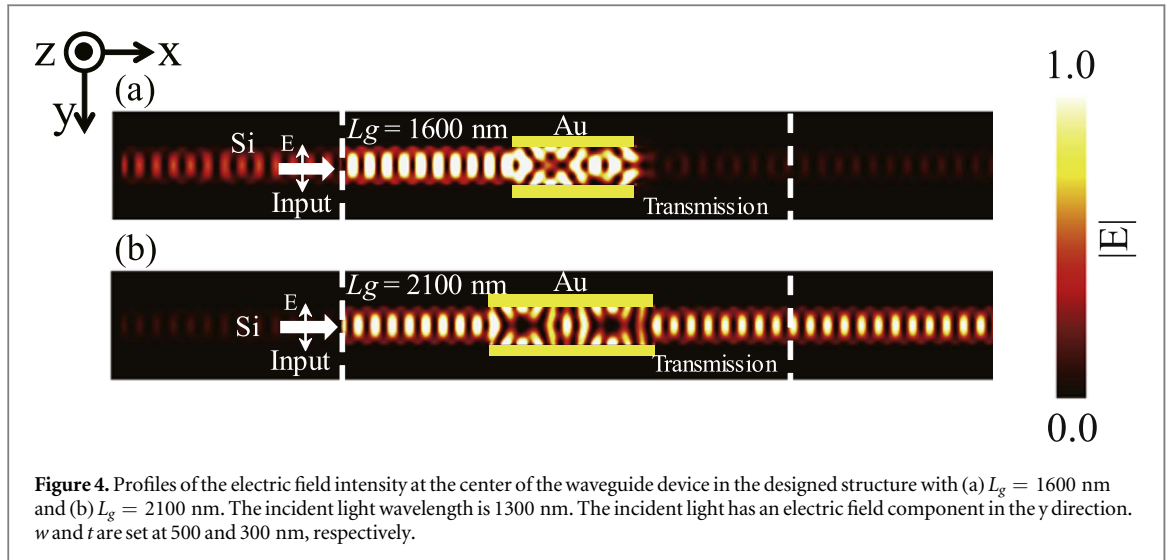 z x
y
(a)
1.0
Si E Lg = 1600 nm Au
Input Transmission
(b)
|E|
E Lg = 2100 nm Au
Si
Input Transmission
0.0
Figure 4. Profiles of the electric field intensity at the center of the waveguide device in the designed structure with (a) Lg = 1600 nm
and (b) Lg = 2100 nm. The incident light wavelength is 1300 nm. The incident light has an electric field component in the y direction.
w and t are set at 500 and 300 nm, respectively.